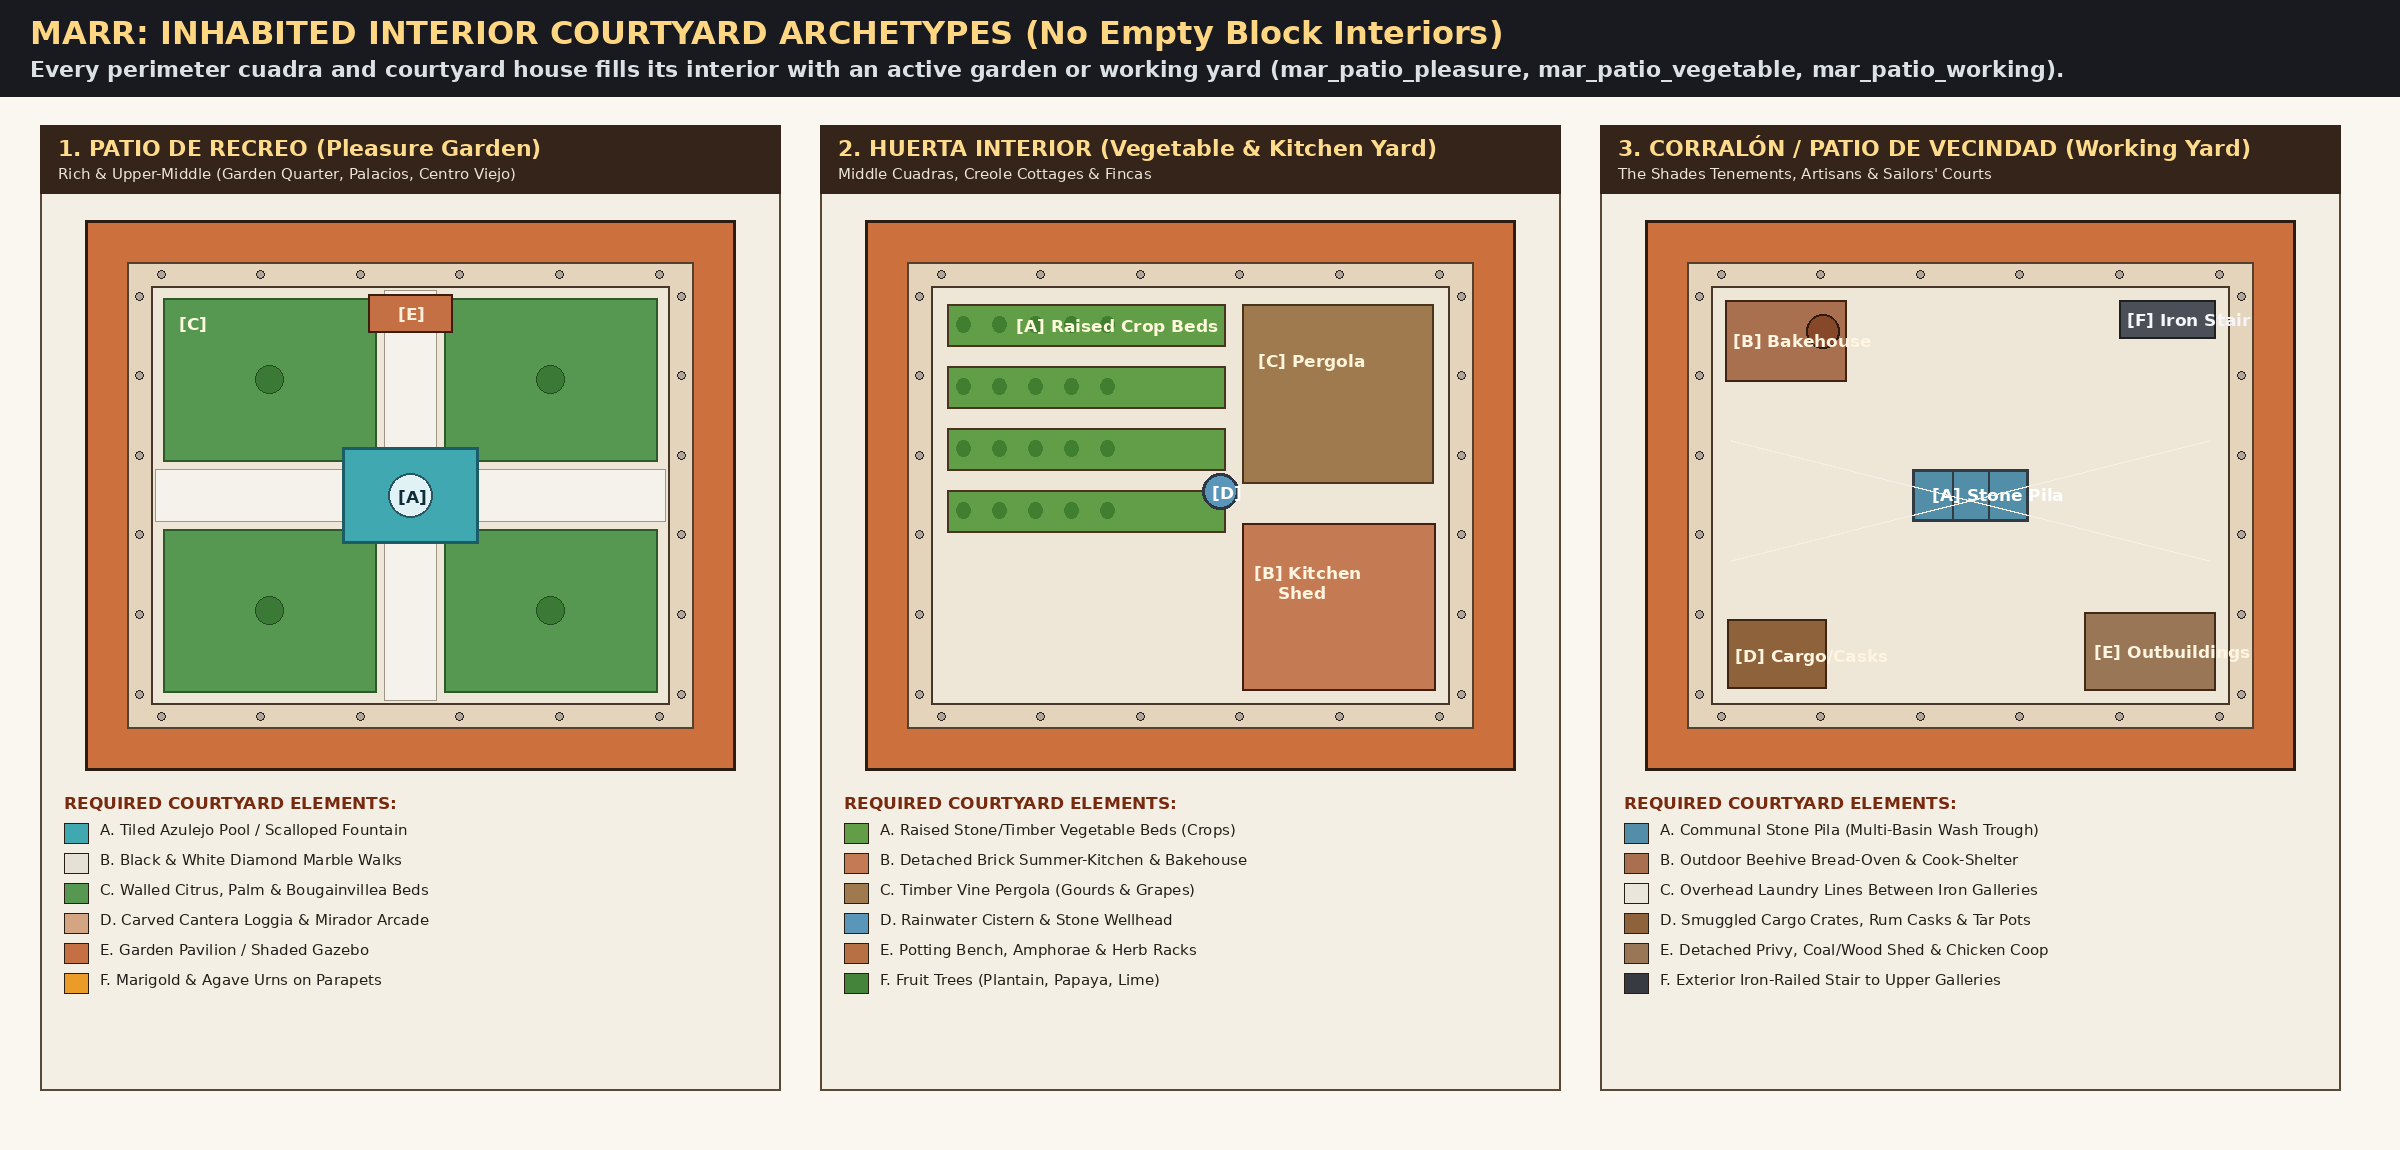 MARR: INHABITED INTERIOR COURTYARD ARCHETYPES (No Empty Block Interiors)
Every perimeter cuadra and courtyard house fills its interior with an active garden or working yard (mar_patio_pleasure, mar_patio_vegetable, mar_patio_working).
1. PATIO DE RECREO (Pleasure Garden)
Rich & Upper-Middle (Garden Quarter, Palacios, Centro Viejo)
[E]
[C]
[A]
REQUIRED COURTYARD ELEMENTS:
A. Tiled Azulejo Pool / Scalloped Fountain
B. Black & White Diamond Marble Walks
C. Walled Citrus, Palm & Bougainvillea Beds
D. Carved Cantera Loggia & Mirador Arcade
E. Garden Pavilion / Shaded Gazebo
F. Marigold & Agave Urns on Parapets
2. HUERTA INTERIOR (Vegetable & Kitchen Yard)
Middle Cuadras, Creole Cottages & Fincas
[A] Raised Crop Beds
[C] Pergola
[D]
[B] Kitchen
Shed
REQUIRED COURTYARD ELEMENTS:
A. Raised Stone/Timber Vegetable Beds (Crops)
B. Detached Brick Summer-Kitchen & Bakehouse
C. Timber Vine Pergola (Gourds & Grapes)
D. Rainwater Cistern & Stone Wellhead
E. Potting Bench, Amphorae & Herb Racks
F. Fruit Trees (Plantain, Papaya, Lime)
3. CORRALÓN / PATIO DE VECINDAD (Working Yard)
The Shades Tenements, Artisans & Sailors' Courts
[F] Iron Stair
[B] Bakehouse
[A] Stone Pila
[D] Cargo/Casks
[E] Outbuildings
REQUIRED COURTYARD ELEMENTS:
A. Communal Stone Pila (Multi-Basin Wash Trough)
B. Outdoor Beehive Bread-Oven & Cook-Shelter
C. Overhead Laundry Lines Between Iron Galleries
D. Smuggled Cargo Crates, Rum Casks & Tar Pots
E. Detached Privy, Coal/Wood Shed & Chicken Coop
F. Exterior Iron-Railed Stair to Upper Galleries